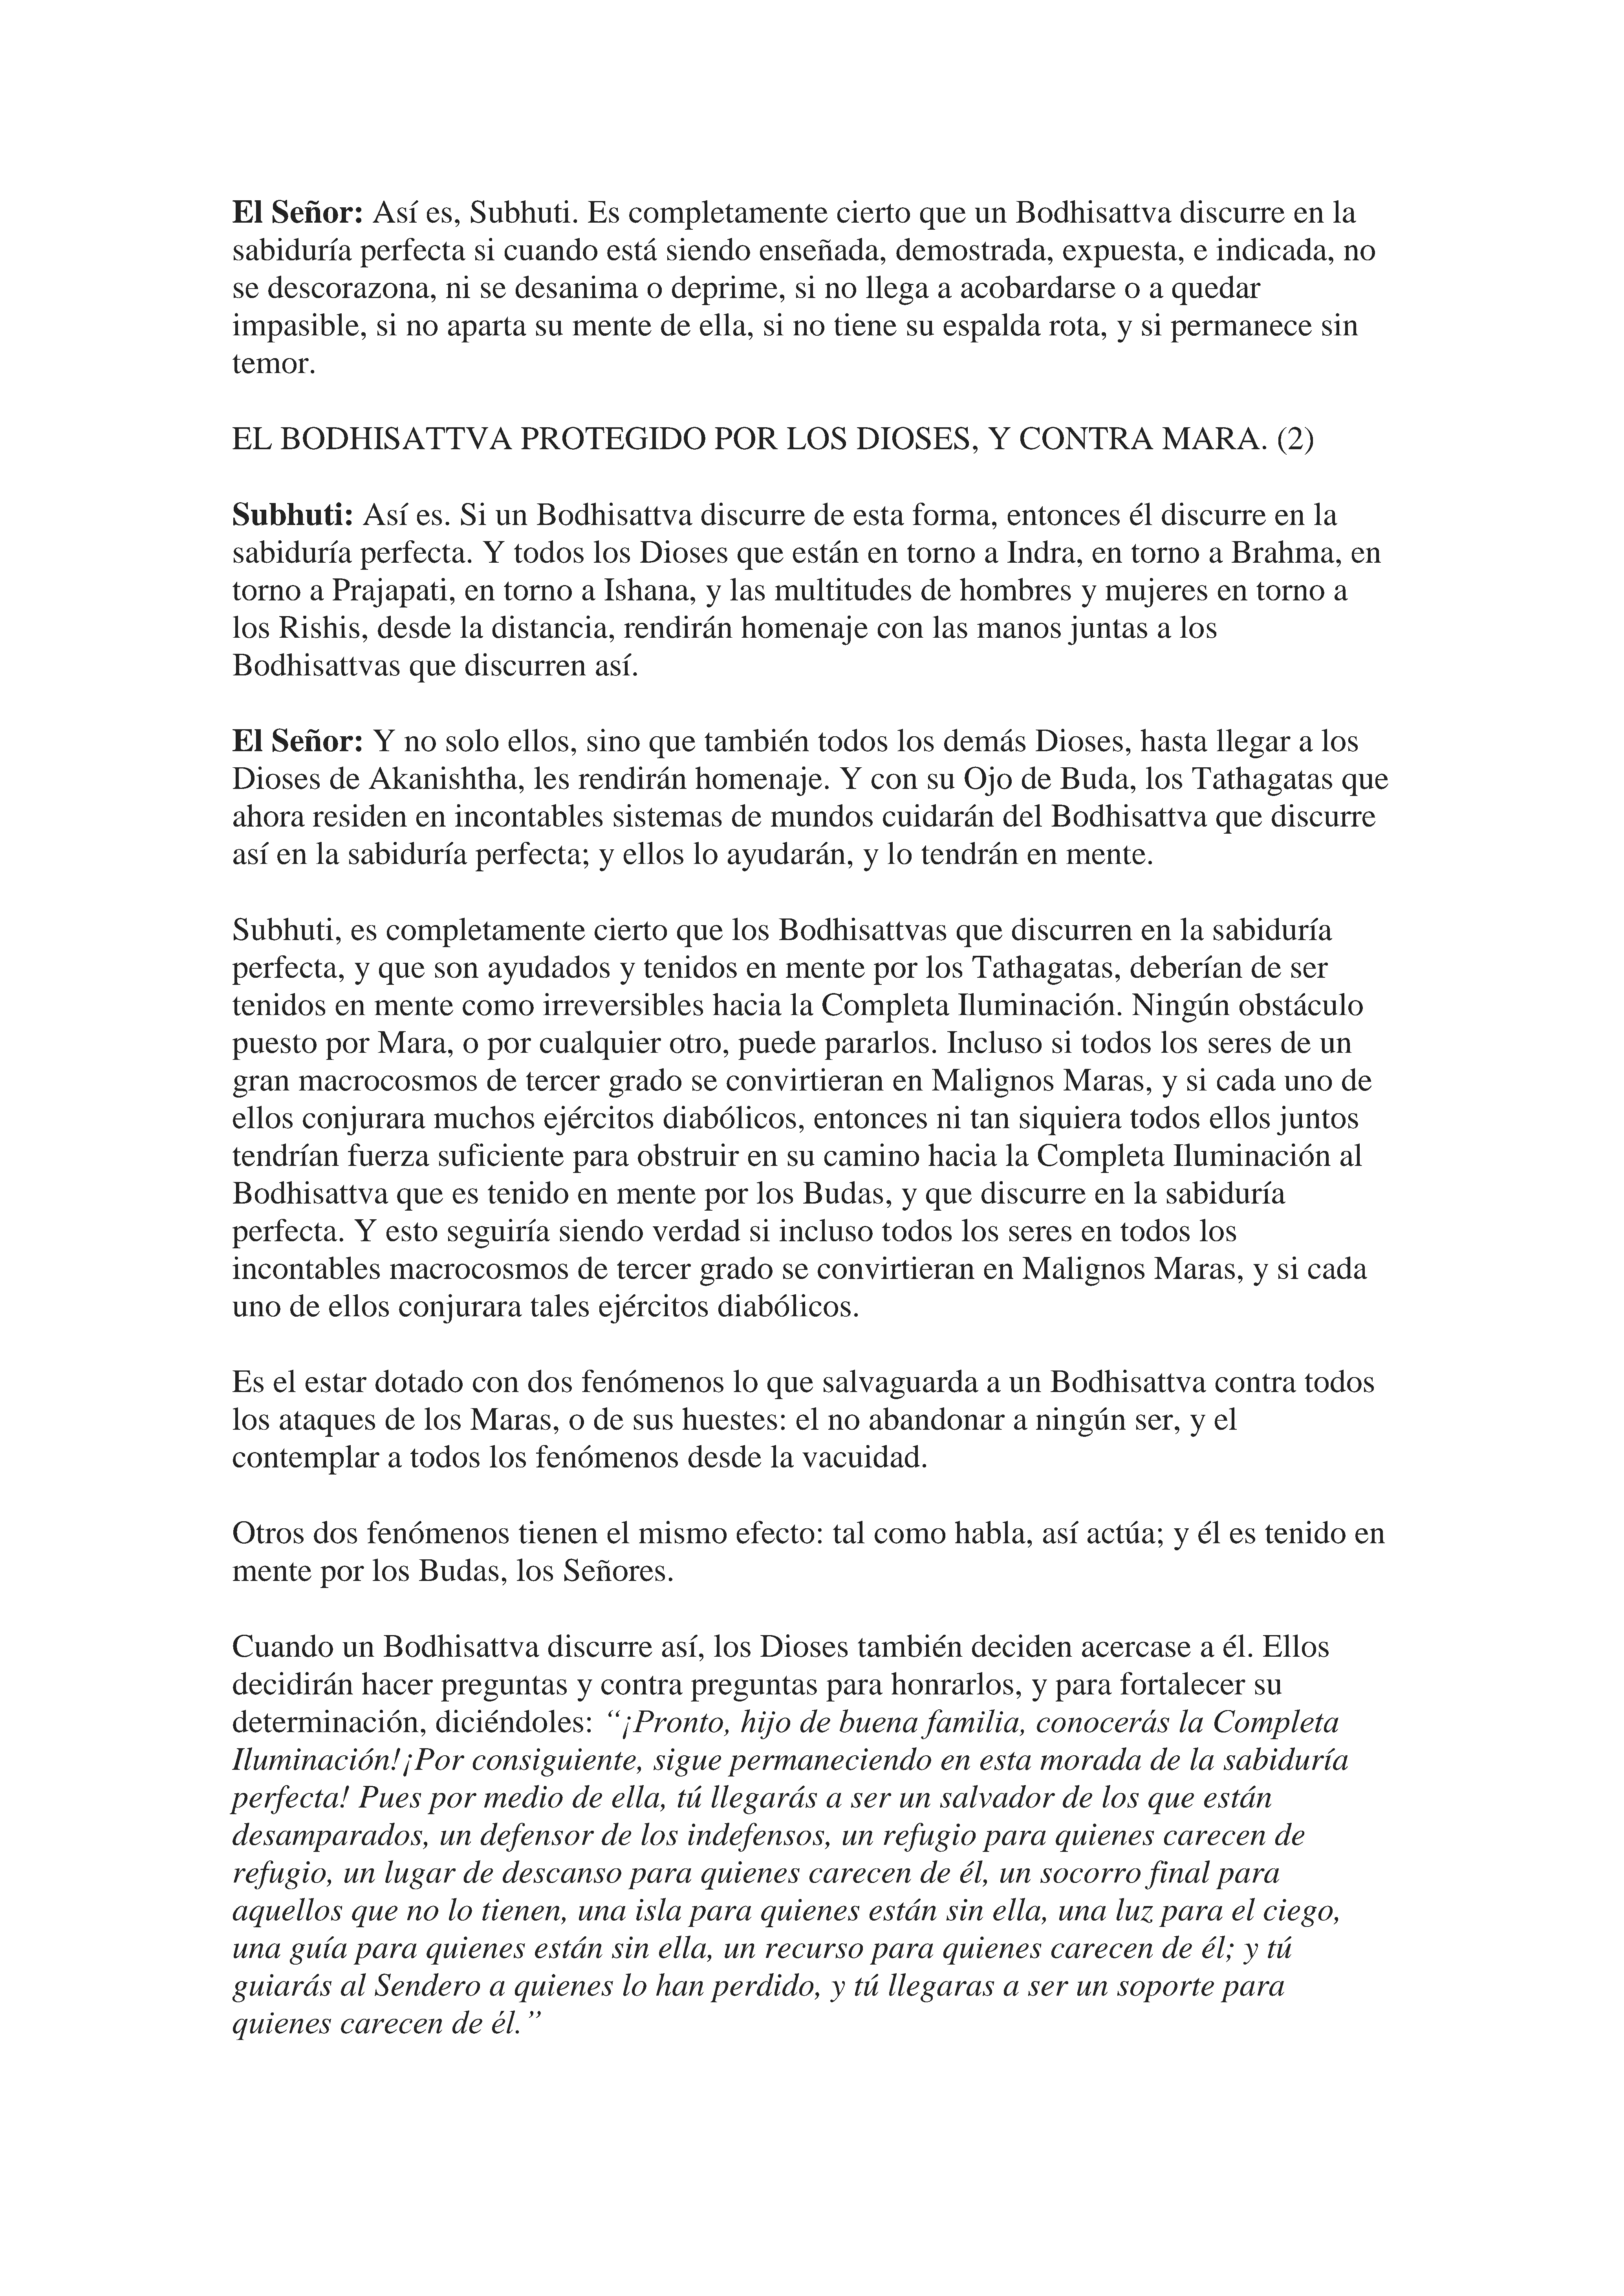 El Señor: Así es, Subhuti. Es completamente cierto que un Bodhisattva discurre en la
sabiduría perfecta si cuando está siendo enseñada, demostrada, expuesta, e indicada, no
se descorazona, ni se desanima o deprime, si no llega a acobardarse o a quedar
impasible, si no aparta su mente de ella, si no tiene su espalda rota, y si permanece sin
temor.
EL BODHISATTVA PROTEGIDO POR LOS DIOSES, Y CONTRA MARA. (2)
Subhuti: Así es. Si un Bodhisattva discurre de esta forma, entonces él discurre en la
sabiduría perfecta. Y todos los Dioses que están en torno a Indra, en torno a Brahma, en
torno a Prajapati, en torno a Ishana, y las multitudes de hombres y mujeres en torno a
los Rishis, desde la distancia, rendirán homenaje con las manos juntas a los
Bodhisattvas que discurren así.
El Señor: Y no solo ellos, sino que también todos los demás Dioses, hasta llegar a los
Dioses de Akanishtha, les rendirán homenaje. Y con su Ojo de Buda, los Tathagatas que
ahora residen en incontables sistemas de mundos cuidarán del Bodhisattva que discurre
así en la sabiduría perfecta; y ellos lo ayudarán, y lo tendrán en mente.
Subhuti, es completamente cierto que los Bodhisattvas que discurren en la sabiduría
perfecta, y que son ayudados y tenidos en mente por los Tathagatas, deberían de ser
tenidos en mente como irreversibles hacia la Completa Iluminación. Ningún obstáculo
puesto por Mara, o por cualquier otro, puede pararlos. Incluso si todos los seres de un
gran macrocosmos de tercer grado se convirtieran en Malignos Maras, y si cada uno de
ellos conjurara muchos ejércitos diabólicos, entonces ni tan siquiera todos ellos juntos
tendrían fuerza suficiente para obstruir en su camino hacia la Completa Iluminación al
Bodhisattva que es tenido en mente por los Budas, y que discurre en la sabiduría
perfecta. Y esto seguiría siendo verdad si incluso todos los seres en todos los
incontables macrocosmos de tercer grado se convirtieran en Malignos Maras, y si cada
uno de ellos conjurara tales ejércitos diabólicos.
Es el estar dotado con dos fenómenos lo que salvaguarda a un Bodhisattva contra todos
los ataques de los Maras, o de sus huestes: el no abandonar a ningún ser, y el
contemplar a todos los fenómenos desde la vacuidad.
Otros dos fenómenos tienen el mismo efecto: tal como habla, así actúa; y él es tenido en
mente por los Budas, los Señores.
Cuando un Bodhisattva discurre así, los Dioses también deciden acercase a él. Ellos
decidirán hacer preguntas y contra preguntas para honrarlos, y para fortalecer su
determinación, diciéndoles: “¡Pronto, hijo de buena familia, conocerás la Completa
Iluminación!¡Por consiguiente, sigue permaneciendo en esta morada de la sabiduría
perfecta! Pues por medio de ella, tú llegarás a ser un salvador de los que están
desamparados, un defensor de los indefensos, un refugio para quienes carecen de
refugio, un lugar de descanso para quienes carecen de él, un socorro final para
aquellos que no lo tienen, una isla para quienes están sin ella, una luz para el ciego,
una guía para quienes están sin ella, un recurso para quienes carecen de él; y tú
guiarás al Sendero a quienes lo han perdido, y tú llegaras a ser un soporte para
quienes carecen de él.”